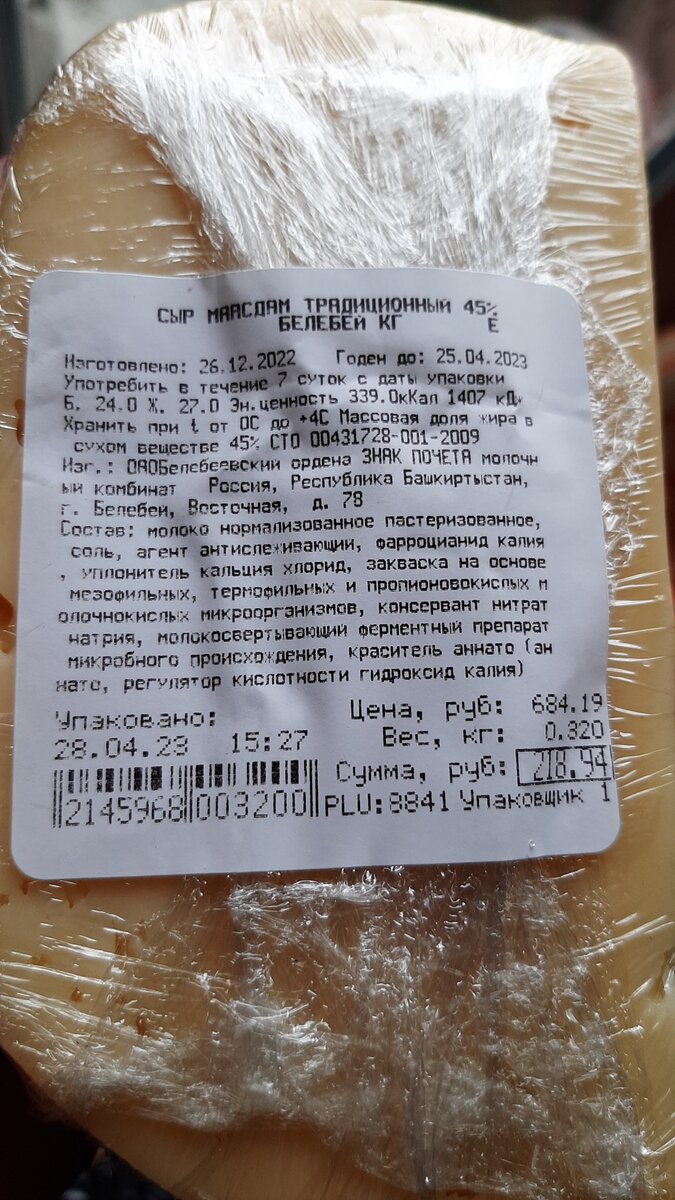 СЫР МААСДАМ ТРАДИЦИОННЫЙ 45%
БЕЛЕБЕЙ КГ Е
Изготовлено: 26.12.2022 Годен до: 25.04.2023
Употребить в течение 7 суток с даты упаковки
Б. 24.0 Ж. 27.0 Эн.ценность 339.0кКал 1407 кДж
Хранить при t от 0С до +4С Массовая доля жира в
сухом веществе 45% СТО 00431728-001-2009
Изг.: ОАОБелебеевский ордена ЗНАК ПОЧЕТА молочн
ый комбинат Россия, Республика Башкиртыстан,
г. Белебей, Восточная, д. 78
Состав: молоко нормализованное пастеризованное,
соль, агент антислеживающий, фарроцианид калия
, уплонитель кальция хлорид, закваска на основе
мезофильных, термофильных и пропионовокислых м
олочнокислых микроорганизмов, консервант нитрат
натрия, молокосвертывающий ферментный препарат
микробного происхождения, краситель аннато (ан
нато, регулятор кислотности гидроксид калия)
Упаковано: Цена, руб: 684.19
28.04.23 15:27 Вес, кг: 0.320
Сумма, руб: 218.94
2145968 003200 PLU:8841 Упаковщик 1